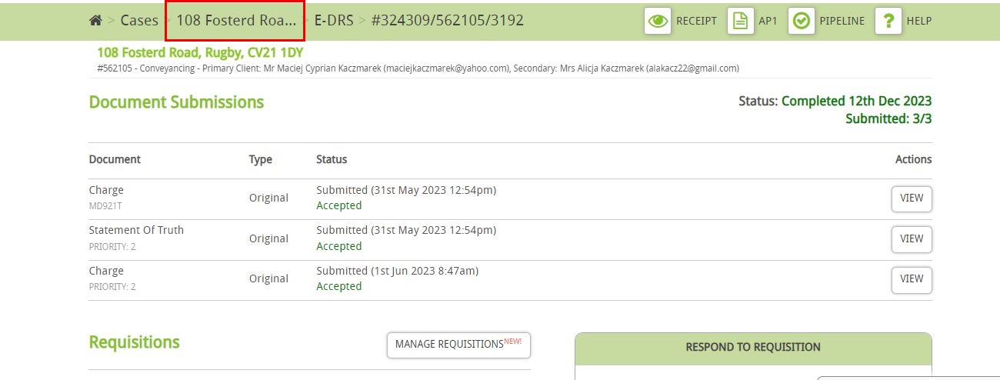 > Cases > 108 Fosterd Roa... > E-DRS > #324309/562105/3192 RECEIPT AP1 PIPELINE ? HELP
108 Fosterd Road, Rugby, CV21 1DY
#562105 - Conveyancing - Primary Client: Mr Maciej Cyprian Kaczmarek (maciejkaczmarek@yahoo.com), Secondary: Mrs Alicja Kaczmarek (alakacz22@gmail.com)
Document Submissions
Status: Completed 12th Dec 2023
Submitted: 3/3
Document Type Status Actions
Charge
MD921T
Original
Submitted (31st May 2023 12:54pm)
Accepted
VIEW
Statement Of Truth
PRIORITY: 2
Original
Submitted (31st May 2023 12:54pm)
Accepted
VIEW
Charge
PRIORITY: 2
Original
Submitted (1st Jun 2023 8:47am)
Accepted
VIEW
Requisitions
MANAGE REQUISITIONS NEW!
RESPOND TO REQUISITION